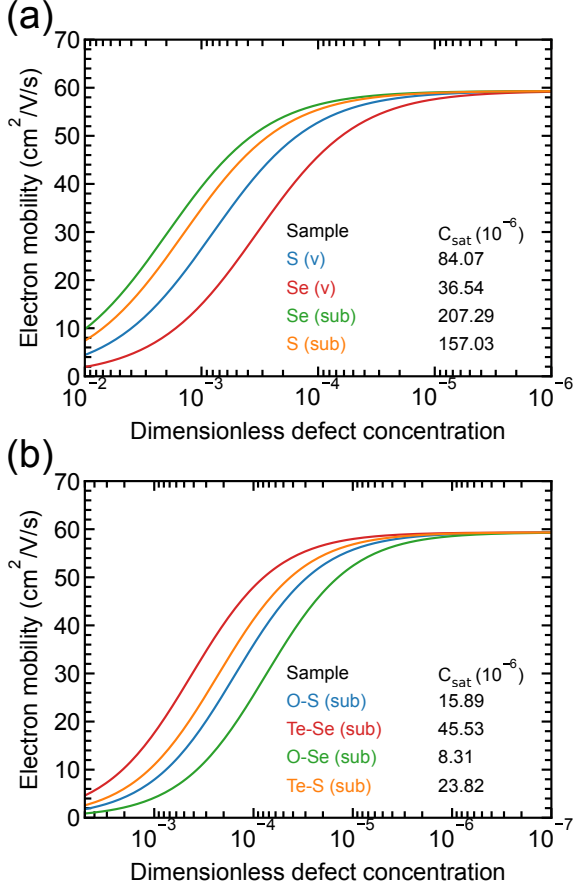 (a)
Electron mobility (cm²/V/s)
70
60
50
40
30
20
10
0
Sample C_sat (10⁻⁶)
S (v) 84.07
Se (v) 36.54
Se (sub) 207.29
S (sub) 157.03
10⁻² 10⁻³ 10⁻⁴ 10⁻⁵ 10⁻⁶
Dimensionless defect concentration
(b)
Electron mobility (cm²/V/s)
70
60
50
40
30
20
10
0
Sample C_sat (10⁻⁶)
O-S (sub) 15.89
Te-Se (sub) 45.53
O-Se (sub) 8.31
Te-S (sub) 23.82
10⁻³ 10⁻⁴ 10⁻⁵ 10⁻⁶ 10⁻⁷
Dimensionless defect concentration